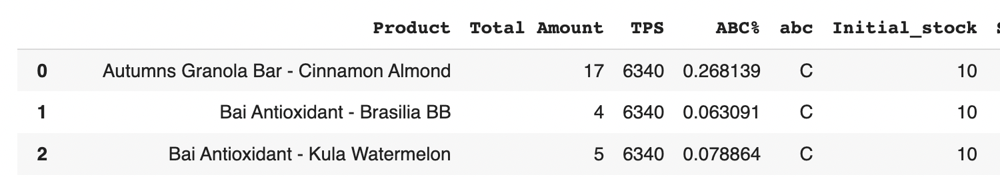 Product Total Amount TPS ABC% abc Initial_stock
0 Autumns Granola Bar - Cinnamon Almond 17 6340 0.268139 C 10
1 Bai Antioxidant - Brasilia BB 4 6340 0.063091 C 10
2 Bai Antioxidant - Kula Watermelon 5 6340 0.078864 C 10